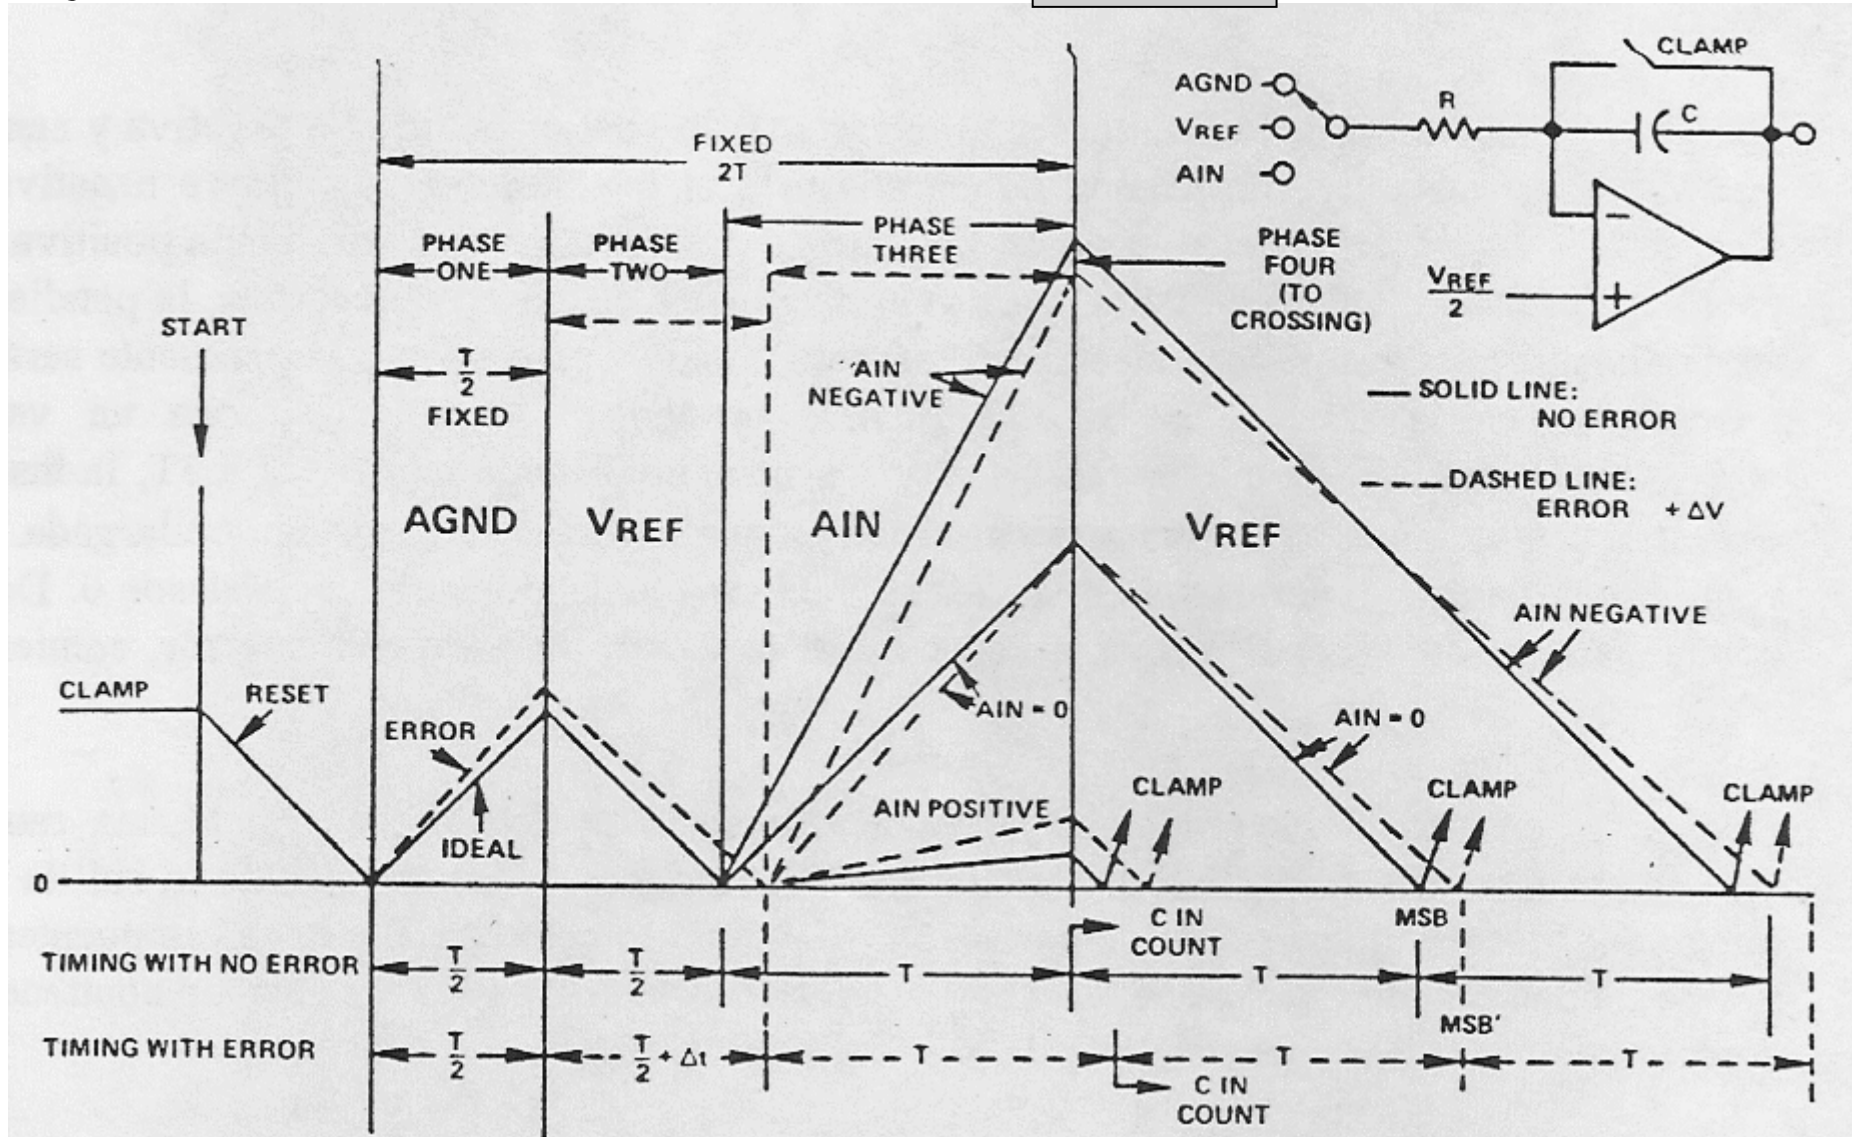 CLAMP
AGND
VREF
AIN
R
C
VREF
2
FIXED
2T
PHASE
ONE
PHASE
TWO
PHASE
THREE
PHASE
FOUR
(TO
CROSSING)
START
T
2
FIXED
AIN
NEGATIVE
SOLID LINE:
NO ERROR
DASHED LINE:
ERROR + ΔV
AGND
VREF
AIN
VREF
AIN NEGATIVE
CLAMP
RESET
ERROR
IDEAL
AIN = 0
AIN = 0
AIN POSITIVE
CLAMP
CLAMP
CLAMP
0
C IN
COUNT
MSB
TIMING WITH NO ERROR
T
2
T
2
T
T
T
MSB'
TIMING WITH ERROR
T
2
T
2
+ Δt
T
T
T
C IN
COUNT